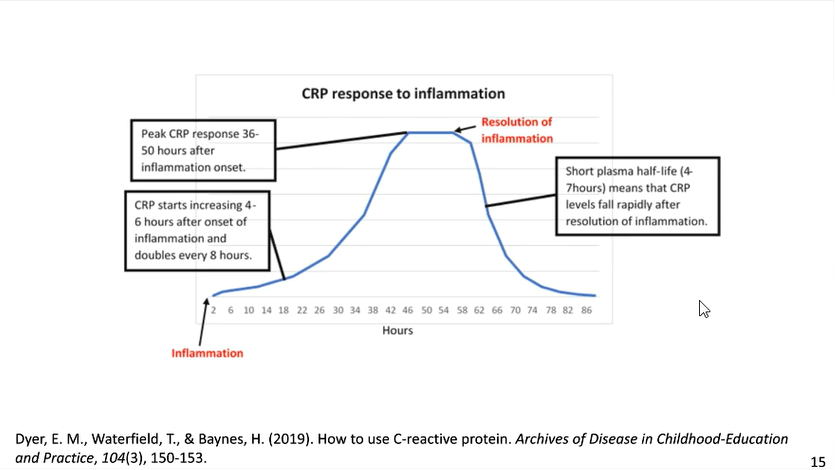 CRP response to inflammation
Peak CRP response 36-
50 hours after
inflammation onset.
Resolution of
inflammation
CRP starts increasing 4-
6 hours after onset of
inflammation and
doubles every 8 hours.
Short plasma half-life (4-
7hours) means that CRP
levels fall rapidly after
resolution of inflammation.
2 6 10 14 18 22 26 30 34 38 42 46 50 54 58 62 66 70 74 78 82 86
Hours
Inflammation
Dyer, E. M., Waterfield, T., & Baynes, H. (2019). How to use C-reactive protein. Archives of Disease in Childhood-Education
and Practice, 104(3), 150-153.
15